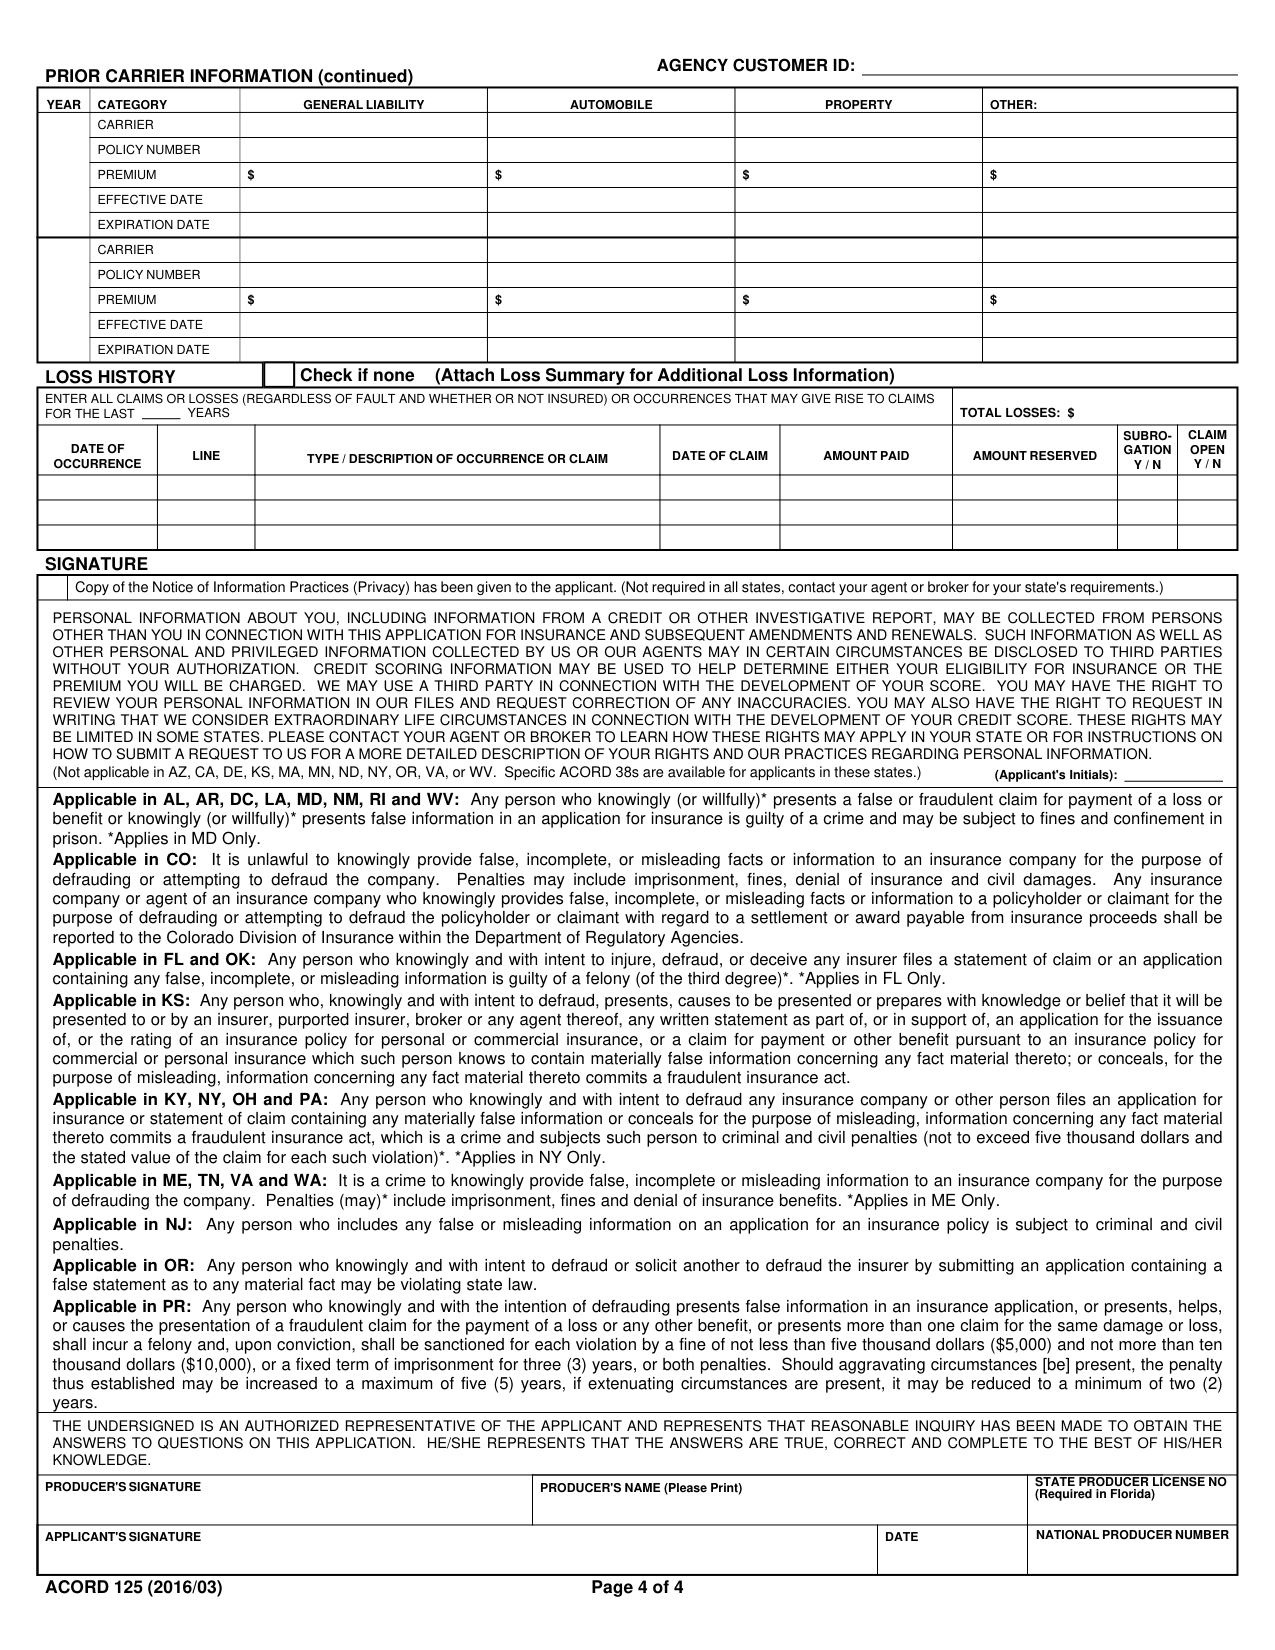 AGENCY CUSTOMER ID:
PRIOR CARRIER INFORMATION (continued)
YEAR CATEGORY GENERAL LIABILITY AUTOMOBILE PROPERTY OTHER:
CARRIER
POLICY NUMBER
PREMIUM $ $ $ $
EFFECTIVE DATE
EXPIRATION DATE
CARRIER
POLICY NUMBER
PREMIUM $ $ $ $
EFFECTIVE DATE
EXPIRATION DATE
LOSS HISTORY Check if none (Attach Loss Summary for Additional Loss Information)
ENTER ALL CLAIMS OR LOSSES (REGARDLESS OF FAULT AND WHETHER OR NOT INSURED) OR OCCURRENCES THAT MAY GIVE RISE TO CLAIMS
FOR THE LAST _____ YEARS TOTAL LOSSES: $
DATE OF OCCURRENCE LINE TYPE / DESCRIPTION OF OCCURRENCE OR CLAIM DATE OF CLAIM AMOUNT PAID AMOUNT RESERVED SUBRO-GATION Y / N CLAIM OPEN Y / N
SIGNATURE
Copy of the Notice of Information Practices (Privacy) has been given to the applicant. (Not required in all states, contact your agent or broker for your state's requirements.)
PERSONAL INFORMATION ABOUT YOU, INCLUDING INFORMATION FROM A CREDIT OR OTHER INVESTIGATIVE REPORT, MAY BE COLLECTED FROM PERSONS
OTHER THAN YOU IN CONNECTION WITH THIS APPLICATION FOR INSURANCE AND SUBSEQUENT AMENDMENTS AND RENEWALS. SUCH INFORMATION AS WELL AS
OTHER PERSONAL AND PRIVILEGED INFORMATION COLLECTED BY US OR OUR AGENTS MAY IN CERTAIN CIRCUMSTANCES BE DISCLOSED TO THIRD PARTIES
WITHOUT YOUR AUTHORIZATION. CREDIT SCORING INFORMATION MAY BE USED TO HELP DETERMINE EITHER YOUR ELIGIBILITY FOR INSURANCE OR THE
PREMIUM YOU WILL BE CHARGED. WE MAY USE A THIRD PARTY IN CONNECTION WITH THE DEVELOPMENT OF YOUR SCORE. YOU MAY HAVE THE RIGHT TO
REVIEW YOUR PERSONAL INFORMATION IN OUR FILES AND REQUEST CORRECTION OF ANY INACCURACIES. YOU MAY ALSO HAVE THE RIGHT TO REQUEST IN
WRITING THAT WE CONSIDER EXTRAORDINARY LIFE CIRCUMSTANCES IN CONNECTION WITH THE DEVELOPMENT OF YOUR CREDIT SCORE. THESE RIGHTS MAY
BE LIMITED IN SOME STATES. PLEASE CONTACT YOUR AGENT OR BROKER TO LEARN HOW THESE RIGHTS MAY APPLY IN YOUR STATE OR FOR INSTRUCTIONS ON
HOW TO SUBMIT A REQUEST TO US FOR A MORE DETAILED DESCRIPTION OF YOUR RIGHTS AND OUR PRACTICES REGARDING PERSONAL INFORMATION.
(Not applicable in AZ, CA, DE, KS, MA, MN, ND, NY, OR, VA, or WV. Specific ACORD 38s are available for applicants in these states.) (Applicant's Initials):
Applicable in AL, AR, DC, LA, MD, NM, RI and WV: Any person who knowingly (or willfully)* presents a false or fraudulent claim for payment of a loss or
benefit or knowingly (or willfully)* presents false information in an application for insurance is guilty of a crime and may be subject to fines and confinement in
prison. *Applies in MD Only.
Applicable in CO: It is unlawful to knowingly provide false, incomplete, or misleading facts or information to an insurance company for the purpose of
defrauding or attempting to defraud the company. Penalties may include imprisonment, fines, denial of insurance and civil damages. Any insurance
company or agent of an insurance company who knowingly provides false, incomplete, or misleading facts or information to a policyholder or claimant for the
purpose of defrauding or attempting to defraud the policyholder or claimant with regard to a settlement or award payable from insurance proceeds shall be
reported to the Colorado Division of Insurance within the Department of Regulatory Agencies.
Applicable in FL and OK: Any person who knowingly and with intent to injure, defraud, or deceive any insurer files a statement of claim or an application
containing any false, incomplete, or misleading information is guilty of a felony (of the third degree)*. *Applies in FL Only.
Applicable in KS: Any person who, knowingly and with intent to defraud, presents, causes to be presented or prepares with knowledge or belief that it will be
presented to or by an insurer, purported insurer, broker or any agent thereof, any written statement as part of, or in support of, an application for the issuance
of, or the rating of an insurance policy for personal or commercial insurance, or a claim for payment or other benefit pursuant to an insurance policy for
commercial or personal insurance which such person knows to contain materially false information concerning any fact material thereto; or conceals, for the
purpose of misleading, information concerning any fact material thereto commits a fraudulent insurance act.
Applicable in KY, NY, OH and PA: Any person who knowingly and with intent to defraud any insurance company or other person files an application for
insurance or statement of claim containing any materially false information or conceals for the purpose of misleading, information concerning any fact material
thereto commits a fraudulent insurance act, which is a crime and subjects such person to criminal and civil penalties (not to exceed five thousand dollars and
the stated value of the claim for each such violation)*. *Applies in NY Only.
Applicable in ME, TN, VA and WA: It is a crime to knowingly provide false, incomplete or misleading information to an insurance company for the purpose
of defrauding the company. Penalties (may)* include imprisonment, fines and denial of insurance benefits. *Applies in ME Only.
Applicable in NJ: Any person who includes any false or misleading information on an application for an insurance policy is subject to criminal and civil
penalties.
Applicable in OR: Any person who knowingly and with intent to defraud or solicit another to defraud the insurer by submitting an application containing a
false statement as to any material fact may be violating state law.
Applicable in PR: Any person who knowingly and with the intention of defrauding presents false information in an insurance application, or presents, helps,
or causes the presentation of a fraudulent claim for the payment of a loss or any other benefit, or presents more than one claim for the same damage or loss,
shall incur a felony and, upon conviction, shall be sanctioned for each violation by a fine of not less than five thousand dollars ($5,000) and not more than ten
thousand dollars ($10,000), or a fixed term of imprisonment for three (3) years, or both penalties. Should aggravating circumstances [be] present, the penalty
thus established may be increased to a maximum of five (5) years, if extenuating circumstances are present, it may be reduced to a minimum of two (2)
years.
THE UNDERSIGNED IS AN AUTHORIZED REPRESENTATIVE OF THE APPLICANT AND REPRESENTS THAT REASONABLE INQUIRY HAS BEEN MADE TO OBTAIN THE
ANSWERS TO QUESTIONS ON THIS APPLICATION. HE/SHE REPRESENTS THAT THE ANSWERS ARE TRUE, CORRECT AND COMPLETE TO THE BEST OF HIS/HER
KNOWLEDGE.
PRODUCER'S SIGNATURE PRODUCER'S NAME (Please Print) STATE PRODUCER LICENSE NO
(Required in Florida)
APPLICANT'S SIGNATURE DATE NATIONAL PRODUCER NUMBER
ACORD 125 (2016/03) Page 4 of 4